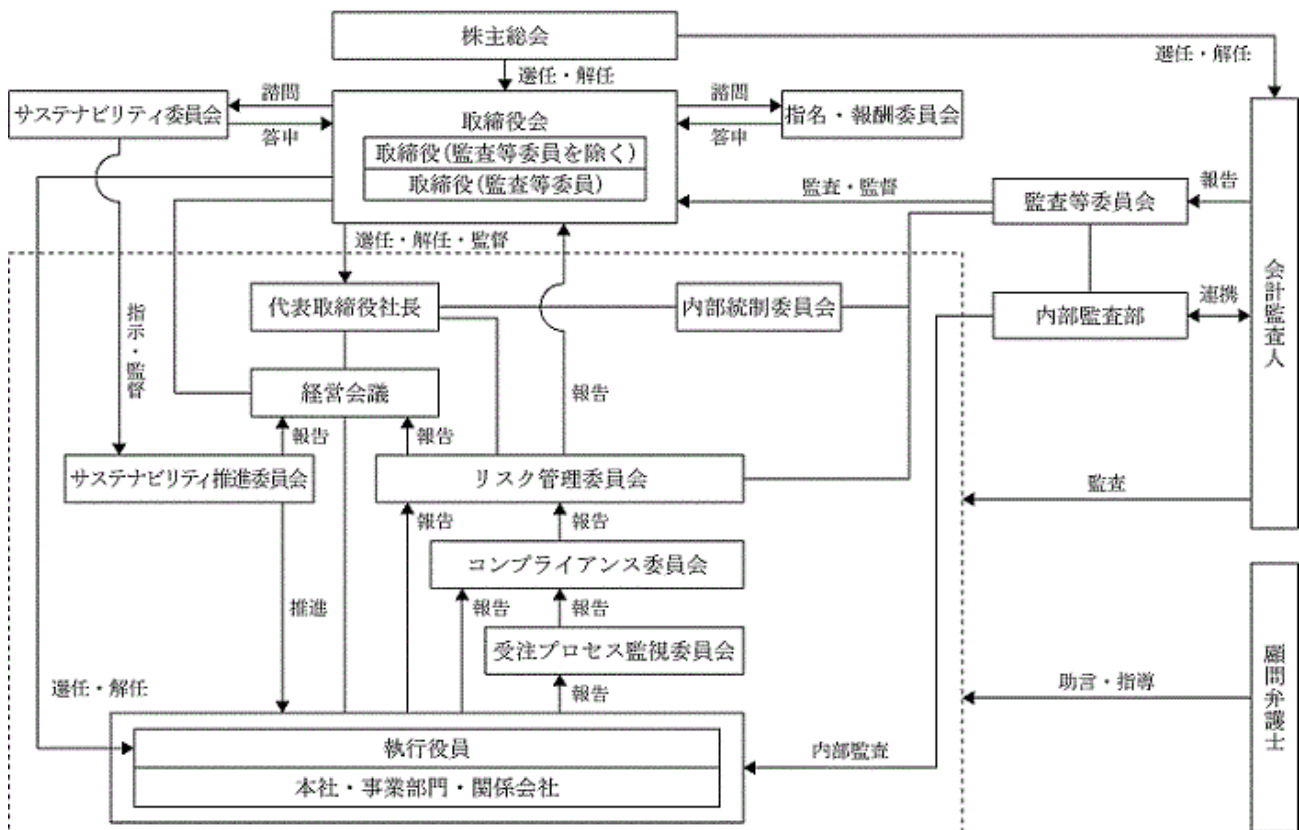 株主総会
選任・解任
選任・解任
サステナビリティ委員会
諮問
答申
取締役会
取締役(監査等委員を除く)
取締役(監査等委員)
諮問
答申
指名・報酬委員会
監査・監督
監査等委員会
報告
会計監査人
選任・解任・監督
代表取締役社長
内部統制委員会
内部監査部
連携
指示・監督
経営会議
報告
報告
報告
サステナビリティ推進委員会
リスク管理委員会
監査
報告
報告
コンプライアンス委員会
推進
報告
報告
受注プロセス監視委員会
選任・解任
報告
助言・指導
顧問弁護士
執行役員
本社・事業部門・関係会社
内部監査